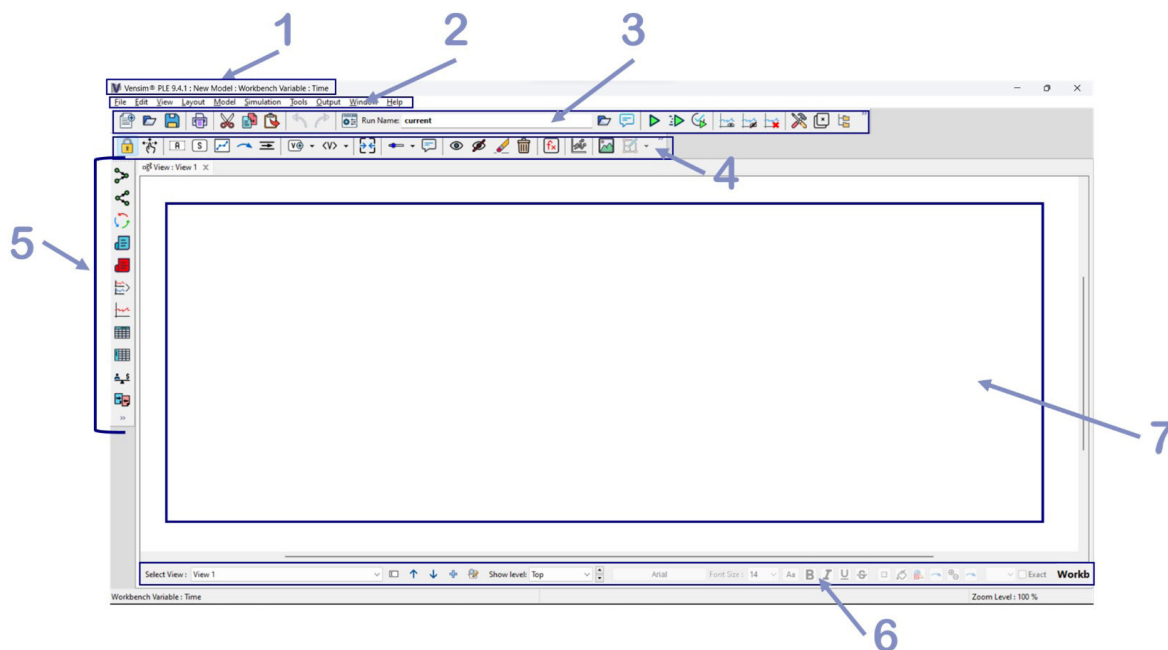 1
2
3
Vensim® PLE 9.4.1 : New Model : Workbench Variable : Time
File Edit View Layout Model Simulation Tools Output Window Help
Run Name: current
4
View : View 1
5
7
Select View : View 1 Show level: Top Arial Font Size : 14 Aa B I U S Exact Workb
Workbench Variable : Time Zoom Level : 100 %
6